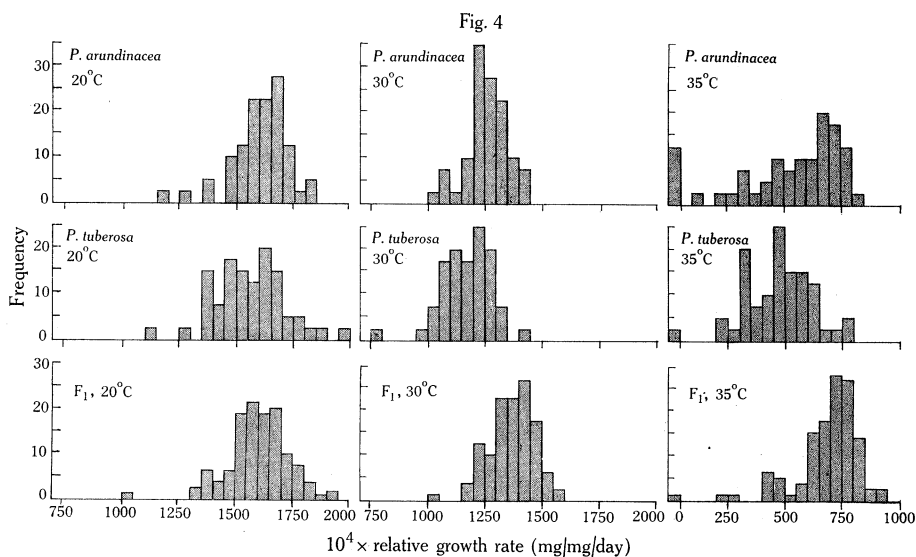 Fig. 4
P. arundinacea
20°C
P. arundinacea
30°C
P. arundinacea
35°C
30
20
10
0
P. tuberosa
20°C
P. tuberosa
30°C
P. tuberosa
35°C
Frequency
20
10
0
F₁, 20°C
F₁, 30°C
F₁, 35°C
30
20
10
0
750 1000 1250 1500 1750 2000 750 1000 1250 1500 1750 2000 0 250 500 750 1000
10⁴ × relative growth rate (mg/mg/day)